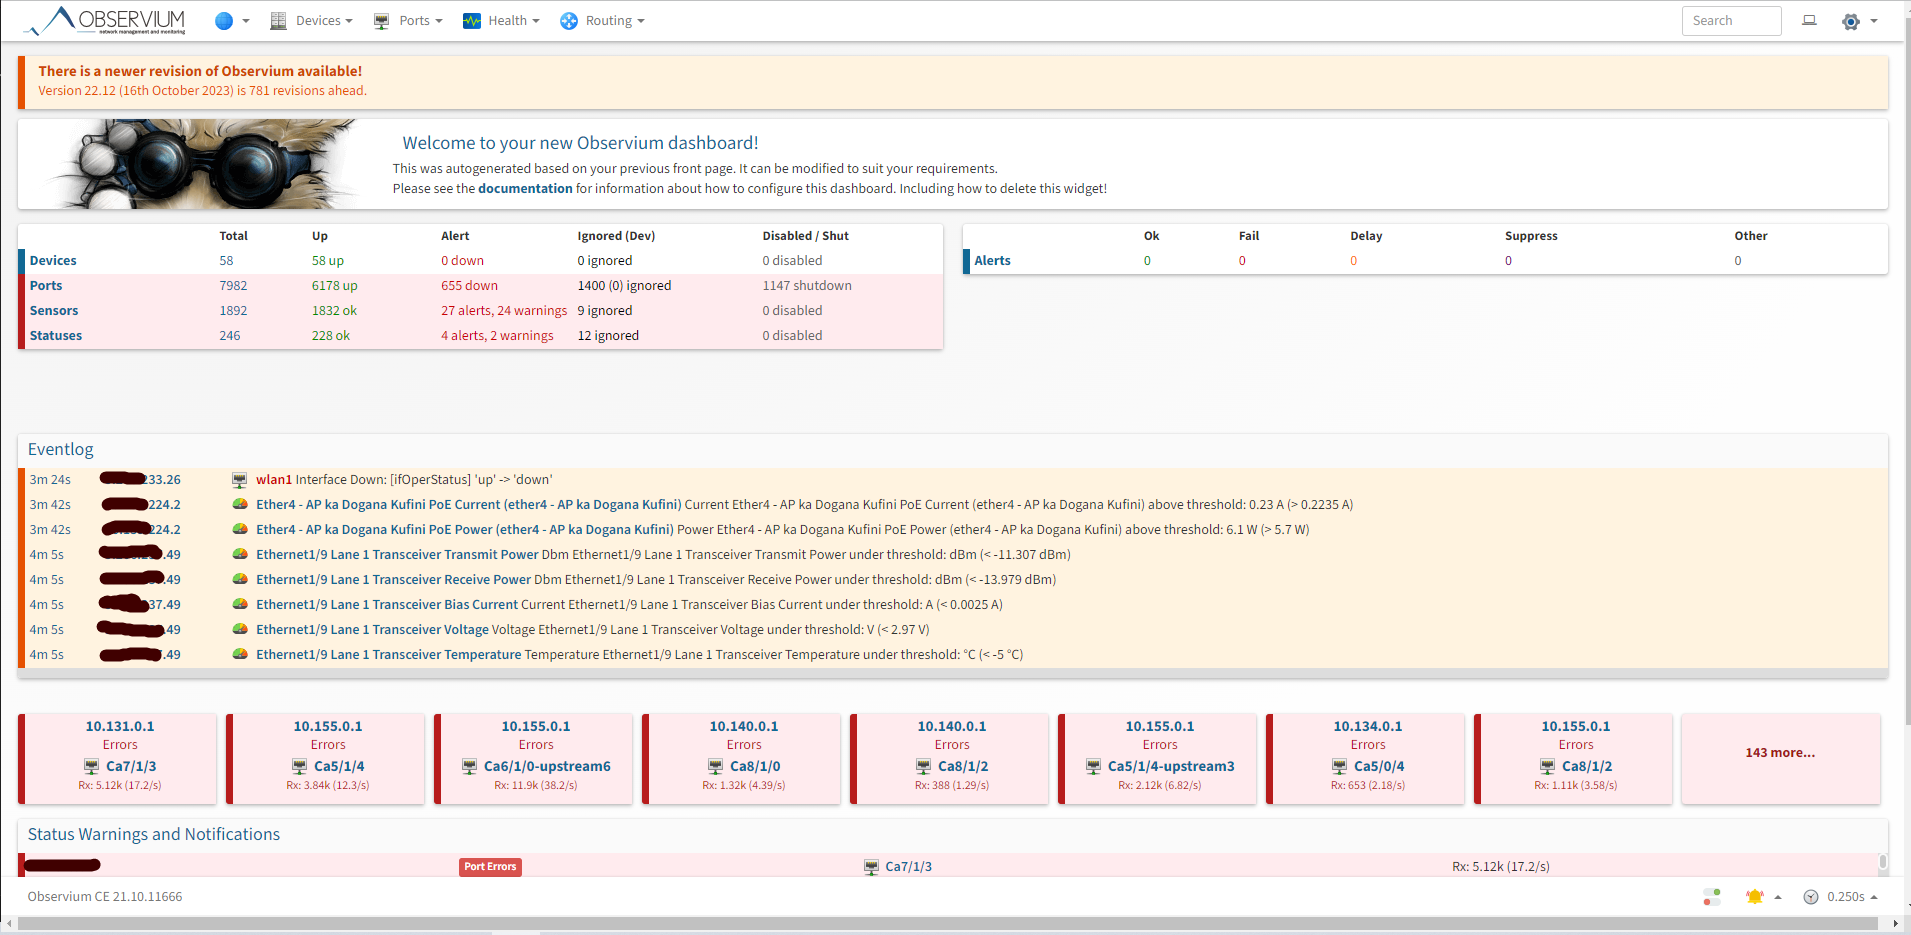 OBSERVIUM
network management and monitoring
Devices Ports Health Routing Search
There is a newer revision of Observium available!
Version 22.12 (16th October 2023) is 781 revisions ahead.
Welcome to your new Observium dashboard!
This was autogenerated based on your previous front page. It can be modified to suit your requirements.
Please see the documentation for information about how to configure this dashboard. Including how to delete this widget!
Total Up Alert Ignored (Dev) Disabled / Shut
Devices 58 58 up 0 down 0 ignored 0 disabled
Ports 7982 6178 up 655 down 1400 (0) ignored 1147 shutdown
Sensors 1892 1832 ok 27 alerts, 24 warnings 9 ignored 0 disabled
Statuses 246 228 ok 4 alerts, 2 warnings 12 ignored 0 disabled
Ok Fail Delay Suppress Other
Alerts 0 0 0 0 0
Eventlog
3m 24s 33.26 wlan1 Interface Down: [ifOperStatus] 'up' -> 'down'
3m 42s 224.2 Ether4 - AP ka Dogana Kufini PoE Current (ether4 - AP ka Dogana Kufini) Current Ether4 - AP ka Dogana Kufini PoE Current (ether4 - AP ka Dogana Kufini) above threshold: 0.23 A (> 0.2235 A)
3m 42s 224.2 Ether4 - AP ka Dogana Kufini PoE Power (ether4 - AP ka Dogana Kufini) Power Ether4 - AP ka Dogana Kufini PoE Power (ether4 - AP ka Dogana Kufini) above threshold: 6.1 W (> 5.7 W)
4m 5s .49 Ethernet1/9 Lane 1 Transceiver Transmit Power Dbm Ethernet1/9 Lane 1 Transceiver Transmit Power under threshold: dBm (< -11.307 dBm)
4m 5s .49 Ethernet1/9 Lane 1 Transceiver Receive Power Dbm Ethernet1/9 Lane 1 Transceiver Receive Power under threshold: dBm (< -13.979 dBm)
4m 5s 37.49 Ethernet1/9 Lane 1 Transceiver Bias Current Current Ethernet1/9 Lane 1 Transceiver Bias Current under threshold: A (< 0.0025 A)
4m 5s .49 Ethernet1/9 Lane 1 Transceiver Voltage Voltage Ethernet1/9 Lane 1 Transceiver Voltage under threshold: V (< 2.97 V)
4m 5s .49 Ethernet1/9 Lane 1 Transceiver Temperature Temperature Ethernet1/9 Lane 1 Transceiver Temperature under threshold: °C (< -5 °C)
10.131.0.1 10.155.0.1 10.155.0.1 10.140.0.1 10.140.0.1 10.155.0.1 10.134.0.1 10.155.0.1
Errors Errors Errors Errors Errors Errors Errors Errors
143 more...
Ca7/1/3 Ca5/1/4 Ca6/1/0-upstream6 Ca8/1/0 Ca8/1/2 Ca5/1/4-upstream3 Ca5/0/4 Ca8/1/2
Rx: 5.12k (17.2/s) Rx: 3.84k (12.3/s) Rx: 11.9k (38.2/s) Rx: 1.32k (4.39/s) Rx: 388 (1.29/s) Rx: 2.12k (6.82/s) Rx: 653 (2.18/s) Rx: 1.11k (3.58/s)
Status Warnings and Notifications
Port Errors Ca7/1/3 Rx: 5.12k (17.2/s)
Observium CE 21.10.11666 0.250s